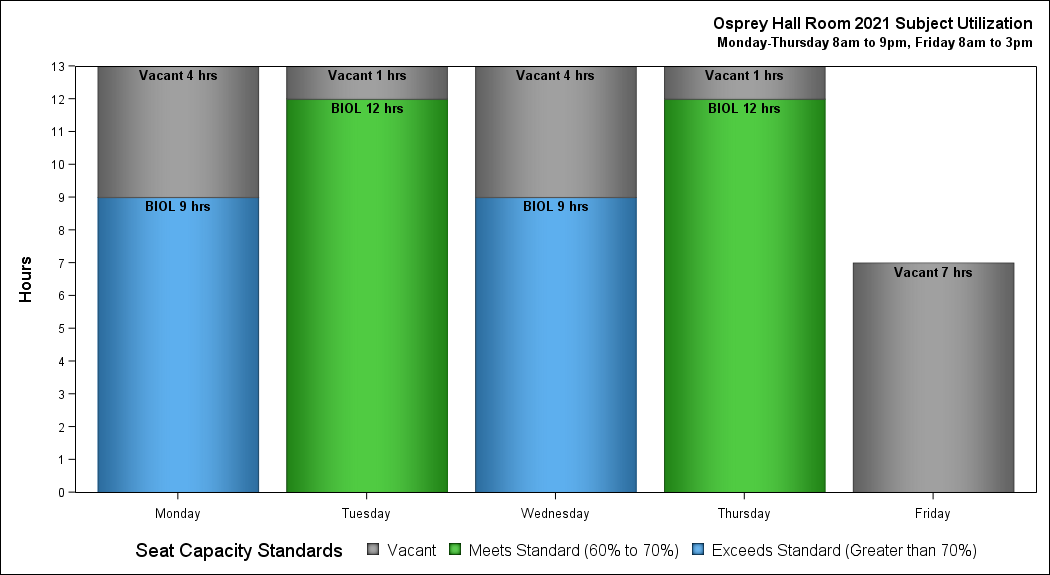 Osprey Hall Room 2021 Subject Utilization
Monday-Thursday 8am to 9pm, Friday 8am to 3pm
Hours
13
12
11
10
9
8
7
6
5
4
3
2
1
0
Vacant 4 hrs
BIOL 9 hrs
Vacant 1 hrs
BIOL 12 hrs
Vacant 4 hrs
BIOL 9 hrs
Vacant 1 hrs
BIOL 12 hrs
Vacant 7 hrs
Monday Tuesday Wednesday Thursday Friday
Seat Capacity Standards Vacant Meets Standard (60% to 70%) Exceeds Standard (Greater than 70%)